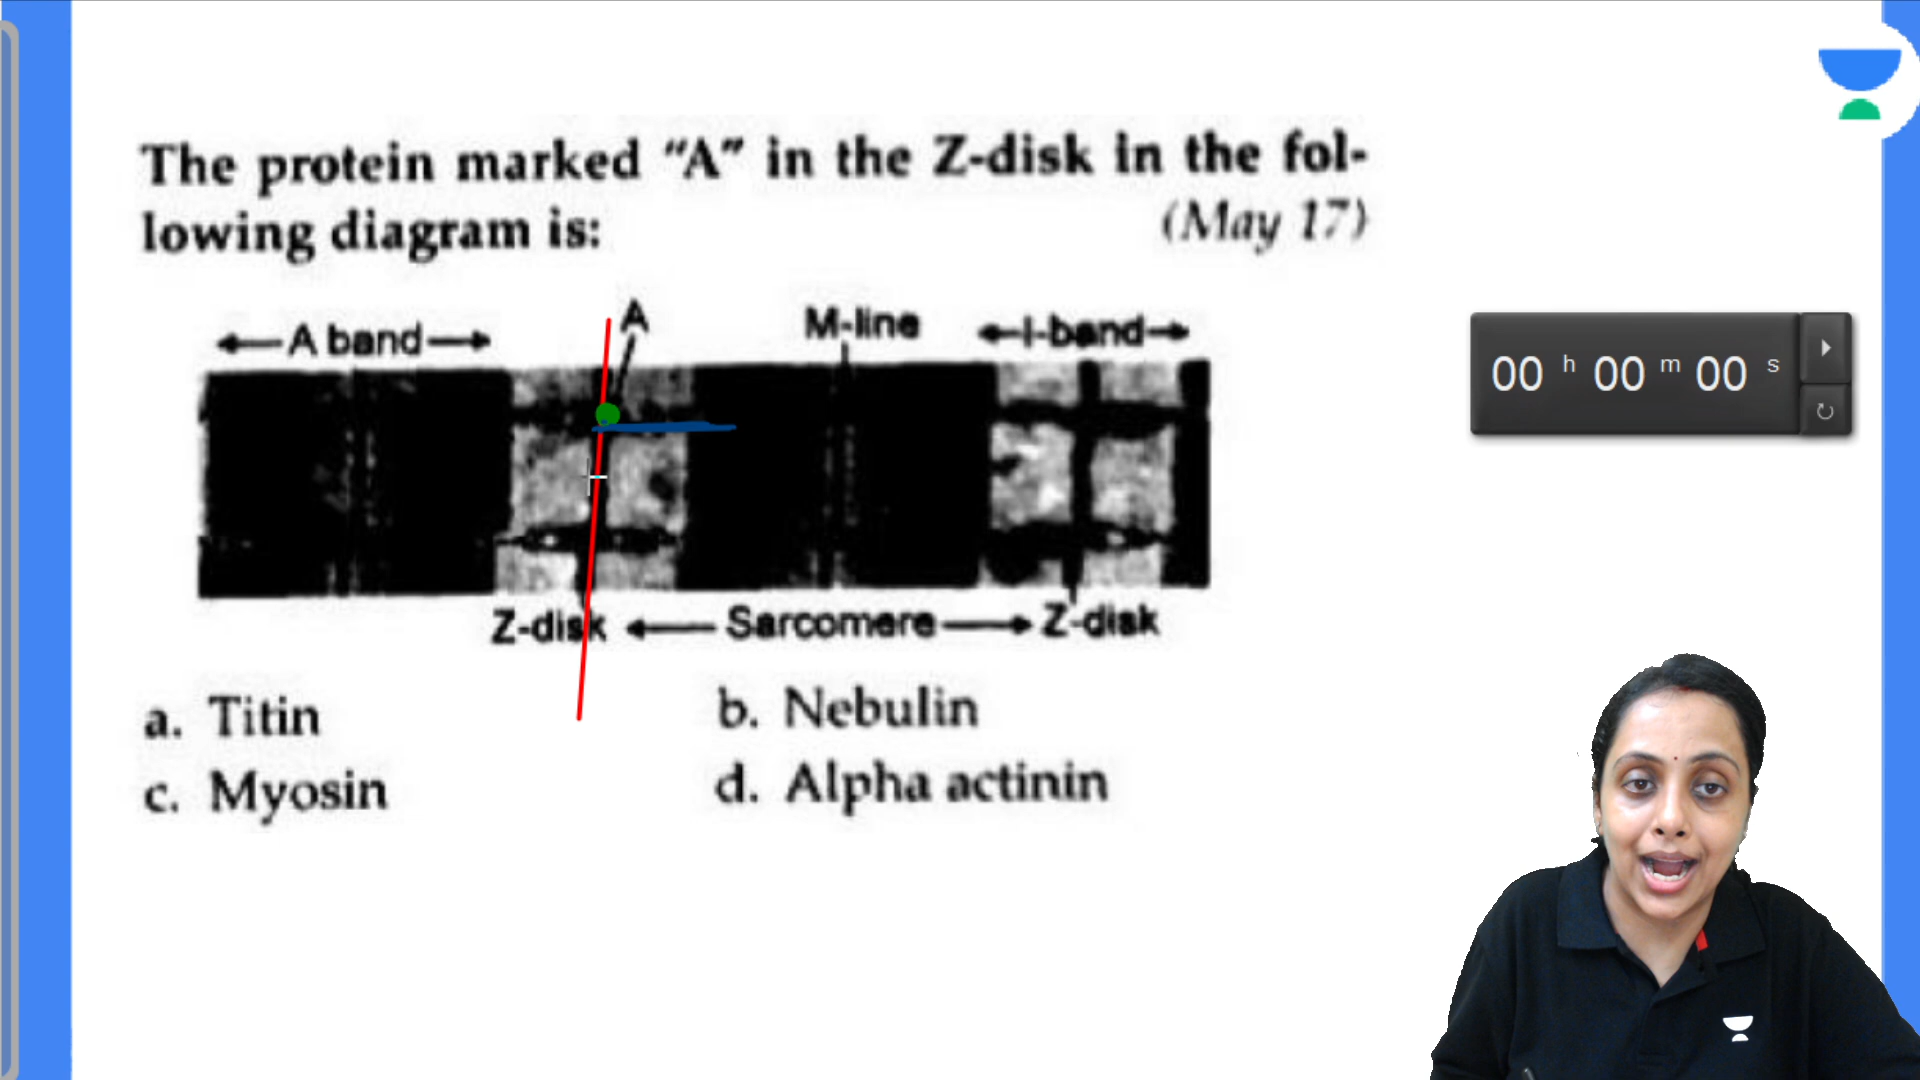 The protein marked "A" in the Z-disk in the fol-
lowing diagram is: (May 17)
A band A M-line I-band
Z-disk Sarcomere Z-disk
a. Titin b. Nebulin
c. Myosin d. Alpha actinin
00 h 00 m 00 s